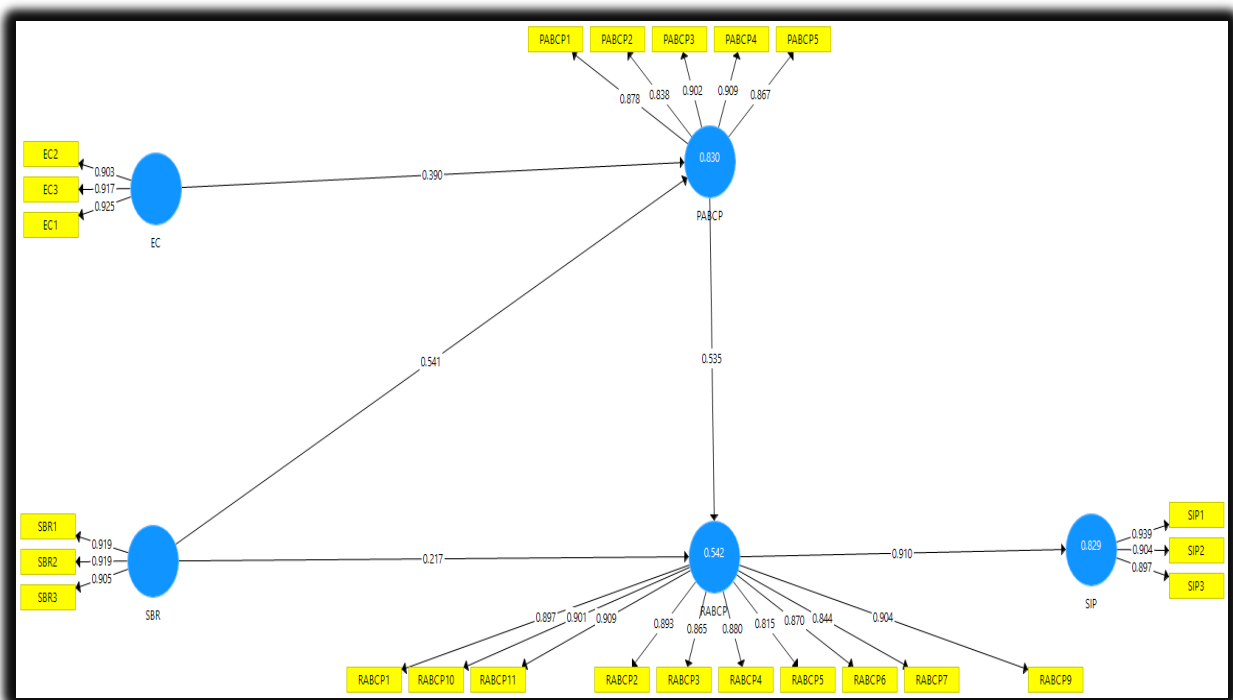 PABCP1 PABCP2 PABCP3 PABCP4 PABCP5
0.878 0.838 0.902 0.909 0.867
0.830
PABCP
EC2
EC3
EC1
0.903
0.917
0.925
EC
0.390
0.541
0.535
SBR1
SBR2
SBR3
0.919
0.919
0.905
SBR
0.217
0.542
RABCP
0.910
0.829
SIP
0.939
0.904
0.897
SIP1
SIP2
SIP3
0.897 0.901 0.909 0.893 0.865 0.880 0.815 0.870 0.844 0.904
RABCP1 RABCP10 RABCP11 RABCP2 RABCP3 RABCP4 RABCP5 RABCP6 RABCP7 RABCP9